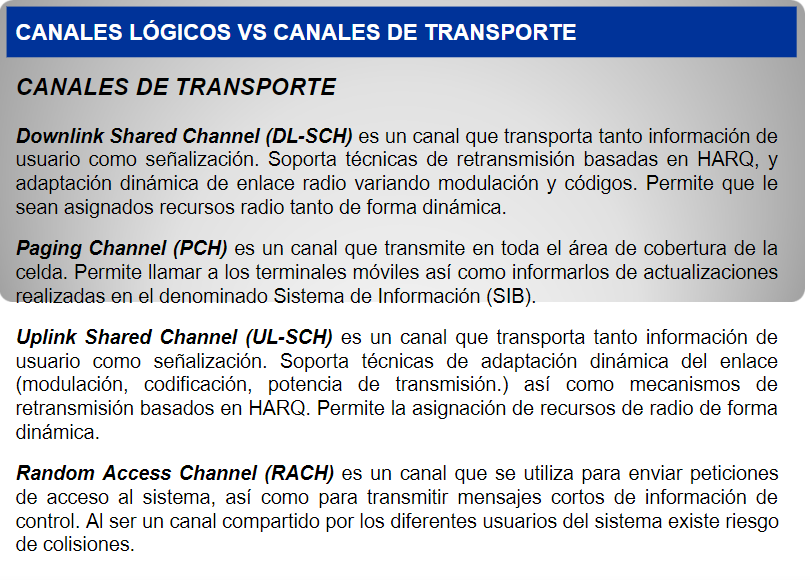 CANALES LÓGICOS VS CANALES DE TRANSPORTE
CANALES DE TRANSPORTE
Downlink Shared Channel (DL-SCH) es un canal que transporta tanto información de
usuario como señalización. Soporta técnicas de retransmisión basadas en HARQ, y
adaptación dinámica de enlace radio variando modulación y códigos. Permite que le
sean asignados recursos radio tanto de forma dinámica.
Paging Channel (PCH) es un canal que transmite en toda el área de cobertura de la
celda. Permite llamar a los terminales móviles así como informarlos de actualizaciones
realizadas en el denominado Sistema de Información (SIB).
Uplink Shared Channel (UL-SCH) es un canal que transporta tanto información de
usuario como señalización. Soporta técnicas de adaptación dinámica del enlace
(modulación, codificación, potencia de transmisión.) así como mecanismos de
retransmisión basados en HARQ. Permite la asignación de recursos de radio de forma
dinámica.
Random Access Channel (RACH) es un canal que se utiliza para enviar peticiones
de acceso al sistema, así como para transmitir mensajes cortos de información de
control. Al ser un canal compartido por los diferentes usuarios del sistema existe riesgo
de colisiones.